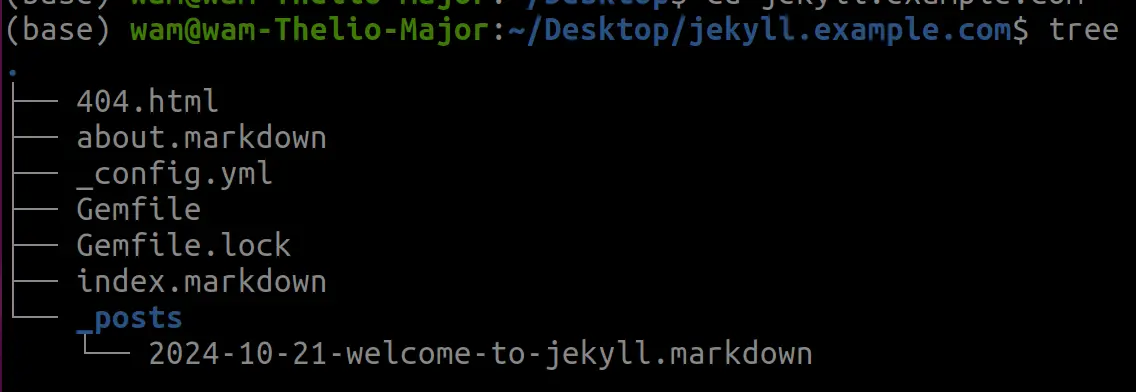 (base) wam@wam-Thelio-Major:~/Desktop$ cd jekyll.example.com
(base) wam@wam-Thelio-Major:~/Desktop/jekyll.example.com$ tree
.
├── 404.html
├── about.markdown
├── _config.yml
├── Gemfile
├── Gemfile.lock
├── index.markdown
└── _posts
    └── 2024-10-21-welcome-to-jekyll.markdown